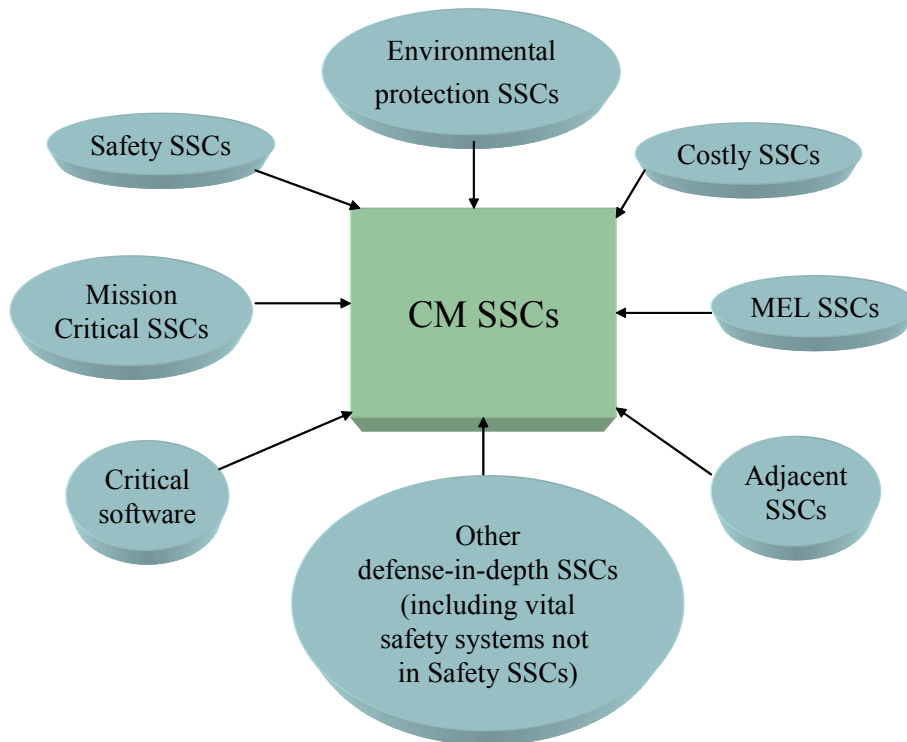 Environmental
protection SSCs
Safety SSCs
Costly SSCs
Mission
Critical SSCs
CM SSCs
MEL SSCs
Critical
software
Adjacent
SSCs
Other
defense-in-depth SSCs
(including vital
safety systems not
in Safety SSCs)